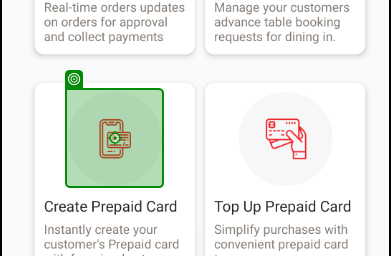 Real-time orders updates
on orders for approval
and collect payments
Manage your customers
advance table booking
requests for dining in.
Create Prepaid Card
Instantly create your
customer's Prepaid card
Top Up Prepaid Card
Simplify purchases with
convenient prepaid card